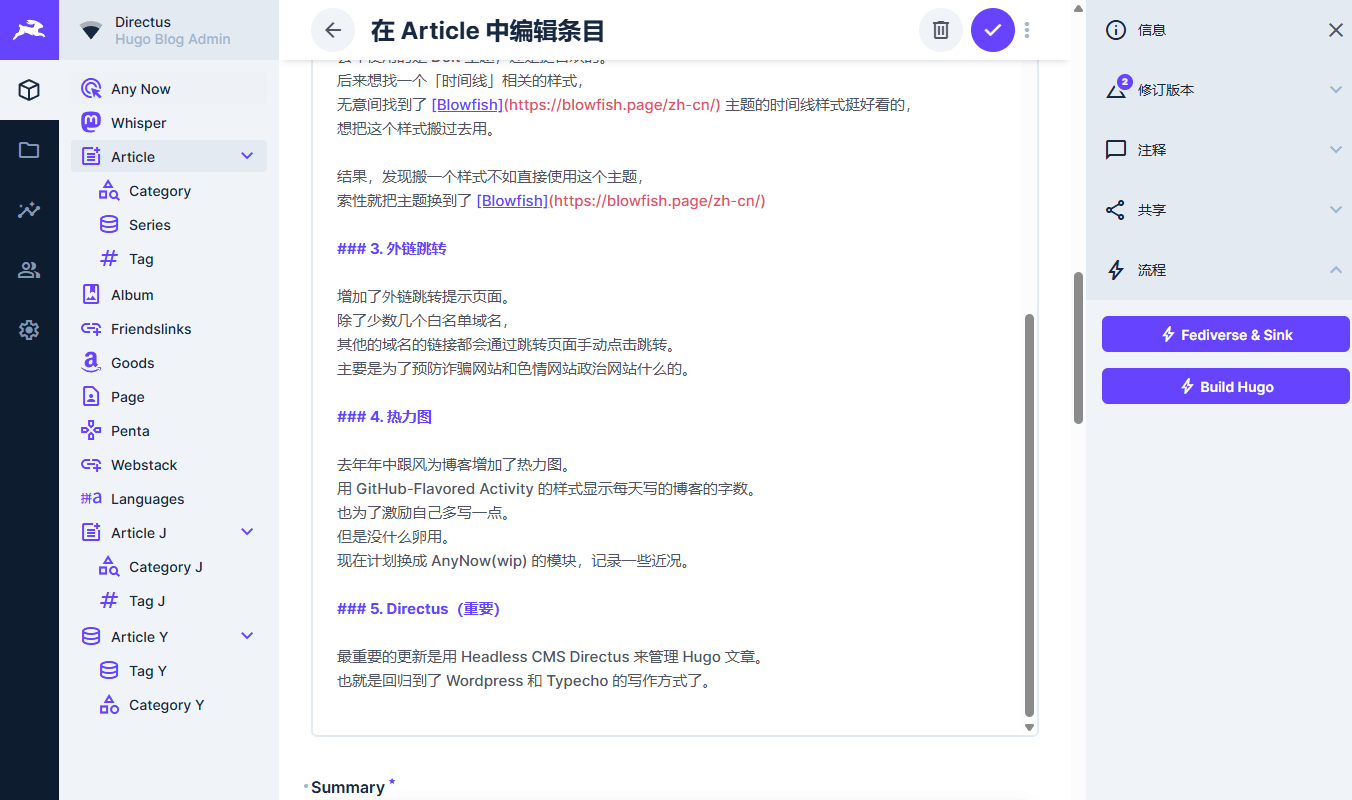 Directus
Hugo Blog Admin
Any Now
Whisper
Article
Category
Series
Tag
Album
Friendslinks
Goods
Page
Penta
Webstack
Languages
Article J
Category J
Tag J
Article Y
Tag Y
Category Y
在 Article 中编辑条目
后来想找一个「时间线」相关的样式，
无意间找到了 [Blowfish](https://blowfish.page/zh-cn/) 主题的时间线样式挺好看的，
想把这个样式搬过去用。
结果，发现搬一个样式不如直接使用这个主题，
索性就把主题换到了 [Blowfish](https://blowfish.page/zh-cn/)
### 3. 外链跳转
增加了外链跳转提示页面。
除了少数几个白名单域名，
其他的域名的链接都会通过跳转页面手动点击跳转。
主要是为了预防诈骗网站和色情网站政治网站什么的。
### 4. 热力图
去年年中跟风为博客增加了热力图。
用 GitHub-Flavored Activity 的样式显示每天写的博客的字数。
也为了激励自己多写一点。
但是没什么卵用。
现在计划换成 AnyNow(wip) 的模块，记录一些近况。
### 5. Directus（重要）
最重要的更新是用 Headless CMS Directus 来管理 Hugo 文章。
也就是回归到了 Wordpress 和 Typecho 的写作方式了。
Summary *
信息
2
修订版本
注释
共享
流程
Fediverse & Sink
Build Hugo